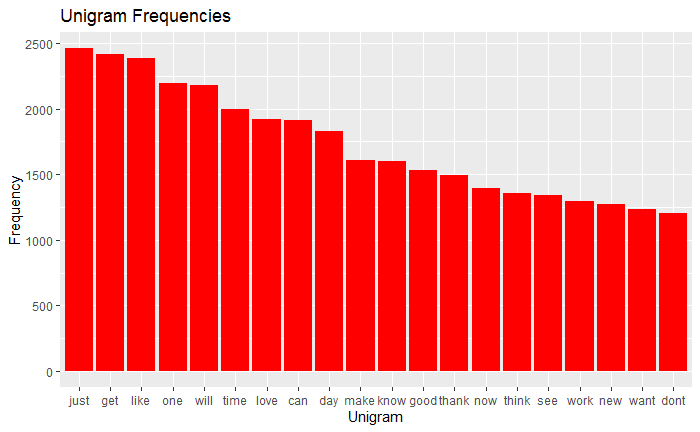 Unigram Frequencies
Frequency
2500
2000
1500
1000
500
0
just get like one will time love can day make know good thank now think see work new want dont
Unigram